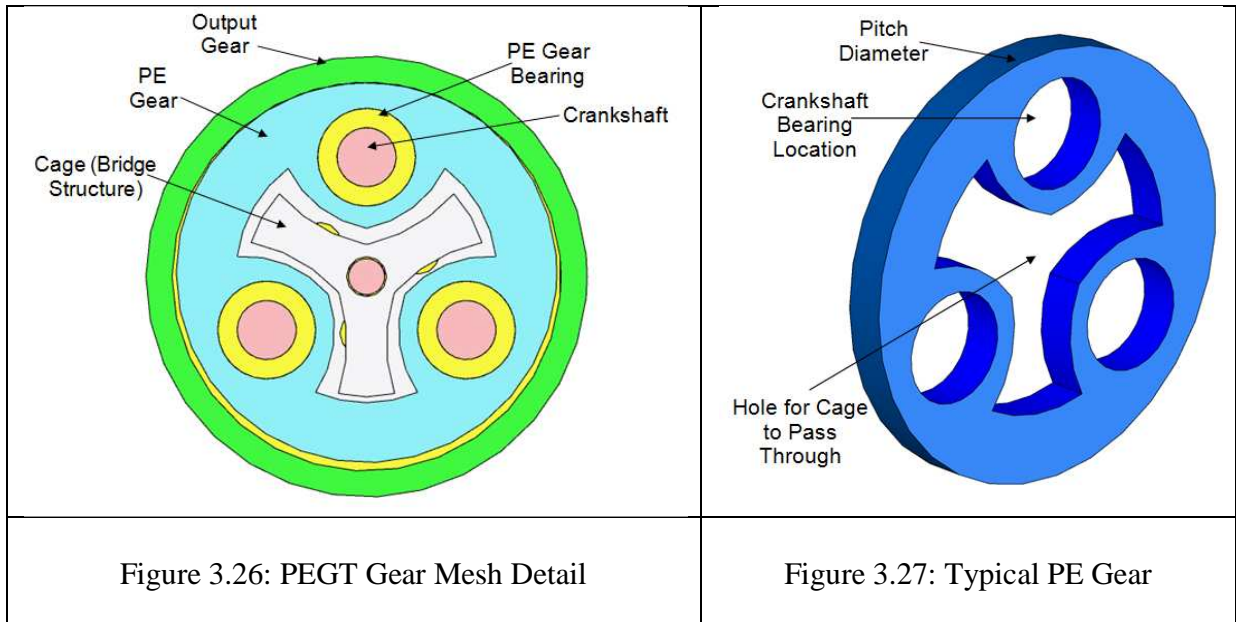 Output
Gear
PE
Gear
PE Gear
Bearing
Crankshaft
Cage (Bridge
Structure)
Figure 3.26: PEGT Gear Mesh Detail
Pitch
Diameter
Crankshaft
Bearing
Location
Hole for Cage
to Pass
Through
Figure 3.27: Typical PE Gear